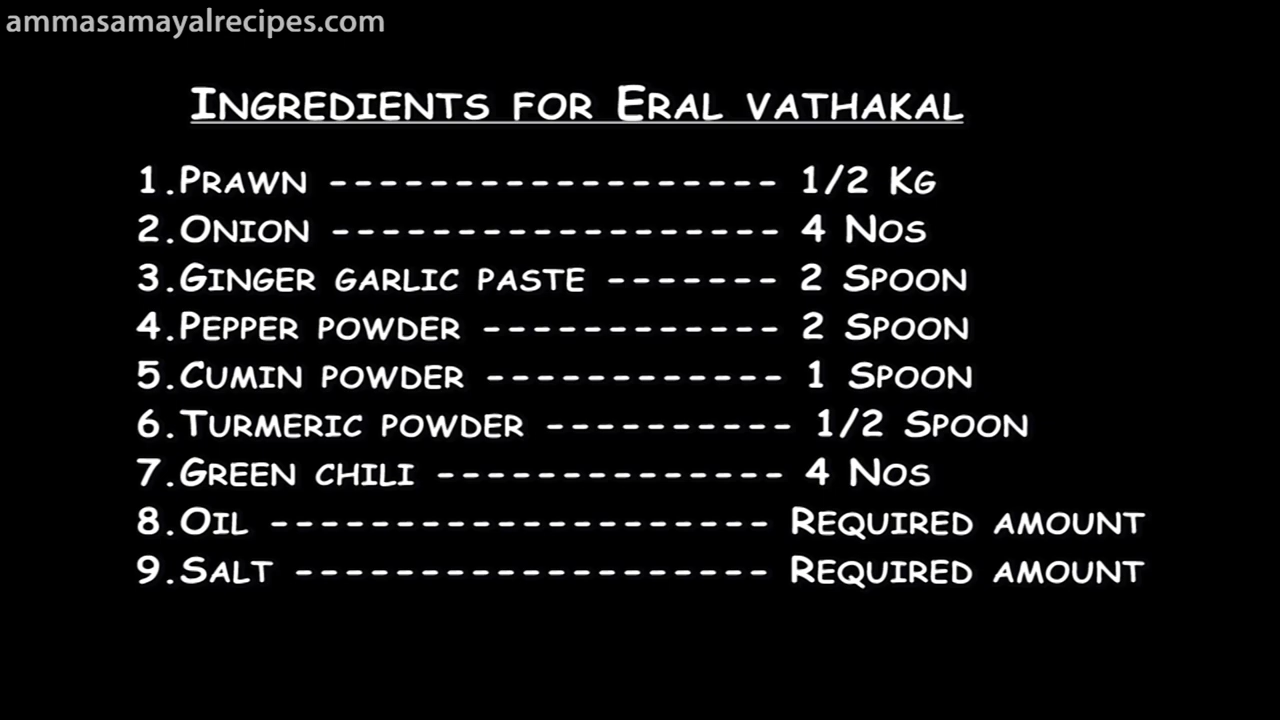 ammasamayalrecipes.com
Ingredients for Eral vathakal
1.Prawn ------------------ 1/2 Kg
2.Onion ------------------ 4 Nos
3.Ginger garlic paste ------- 2 Spoon
4.Pepper powder ------------ 2 Spoon
5.Cumin powder ------------ 1 Spoon
6.Turmeric powder ---------- 1/2 Spoon
7.Green chili -------------- 4 Nos
8.Oil -------------------- Required amount
9.Salt ------------------- Required amount